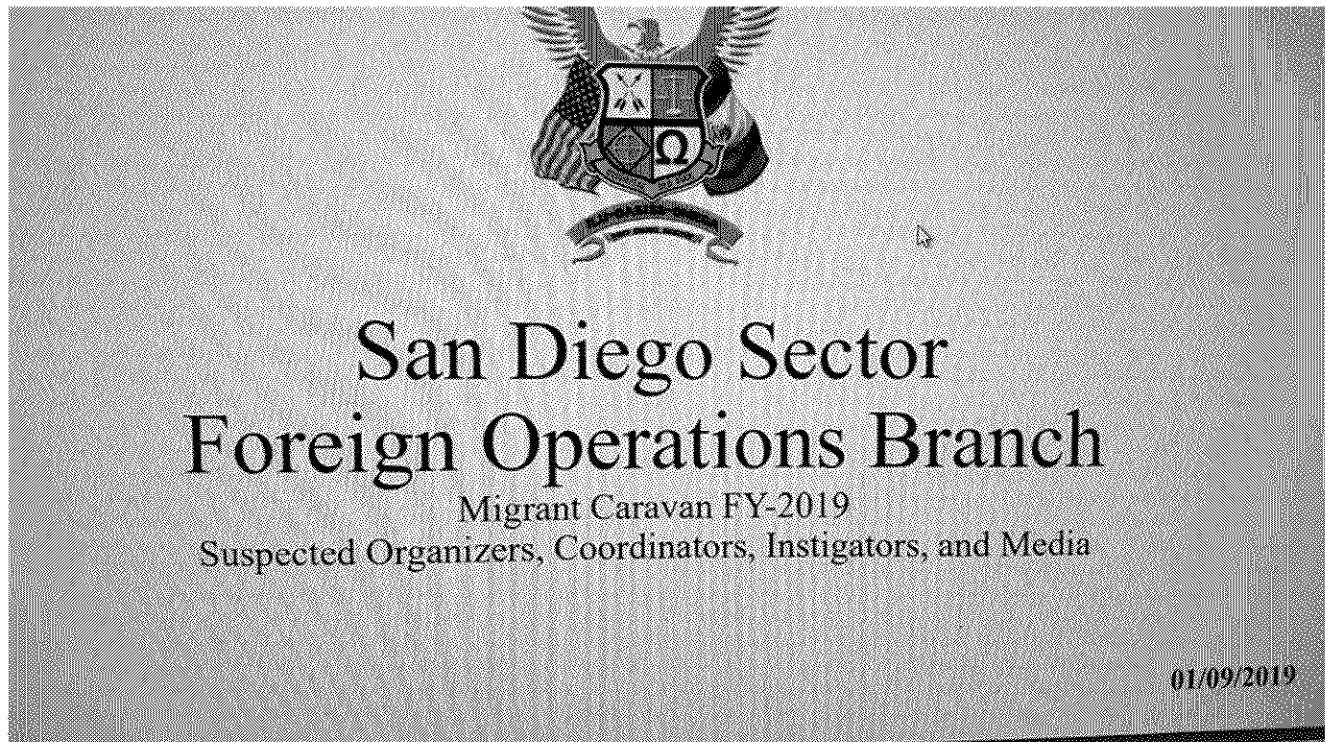 Ω
San Diego Sector
Foreign Operations Branch
Migrant Caravan FY-2019
Suspected Organizers, Coordinators, Instigators, and Media
01/09/2019